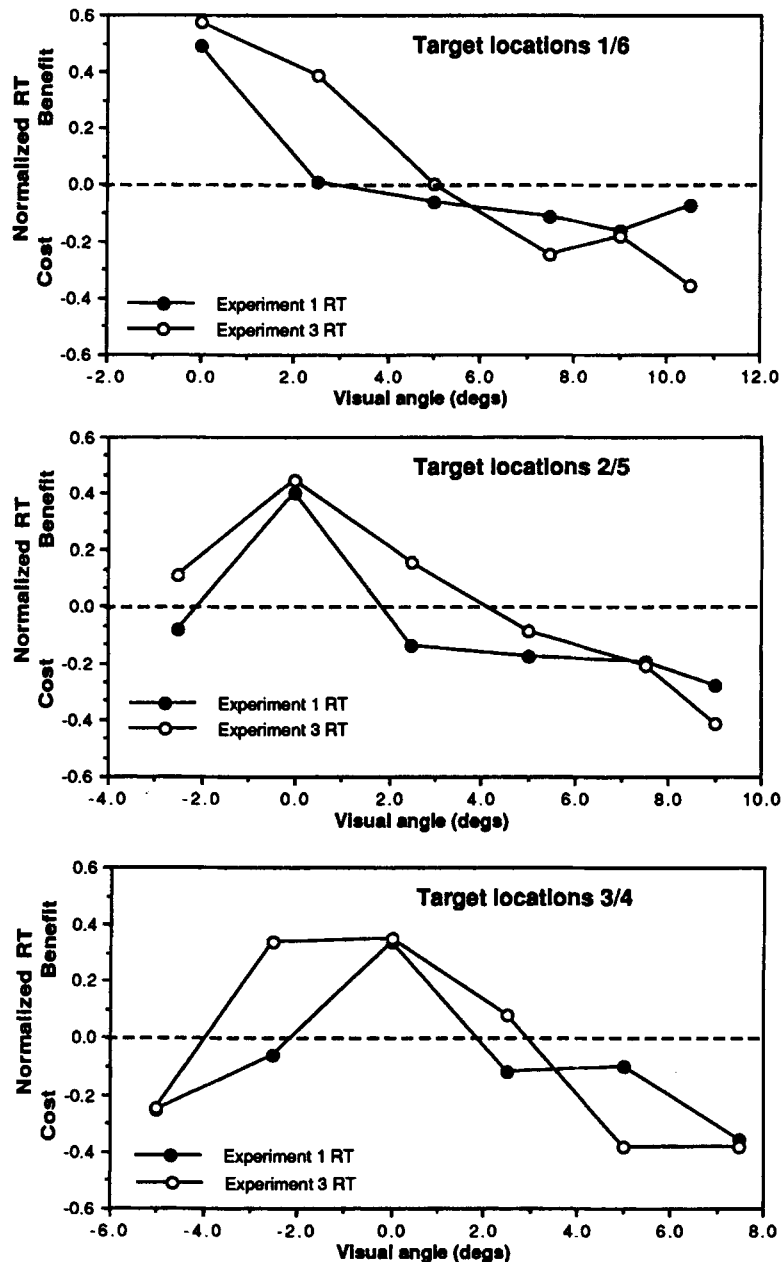 0.6
Target locations 1/6
0.4
0.2
0.0
-0.2
-0.4
-0.6
Normalized RT
Cost Benefit
Experiment 1 RT
Experiment 3 RT
-2.0 0.0 2.0 4.0 6.0 8.0 10.0 12.0
Visual angle (degs)
0.6
Target locations 2/5
0.4
0.2
0.0
-0.2
-0.4
-0.6
Normalized RT
Cost Benefit
Experiment 1 RT
Experiment 3 RT
-4.0 -2.0 0.0 2.0 4.0 6.0 8.0 10.0
Visual angle (degs)
0.6
Target locations 3/4
0.4
0.2
0.0
-0.2
-0.4
-0.6
Normalized RT
Cost Benefit
Experiment 1 RT
Experiment 3 RT
-6.0 -4.0 -2.0 0.0 2.0 4.0 6.0 8.0
Visual angle (degs)